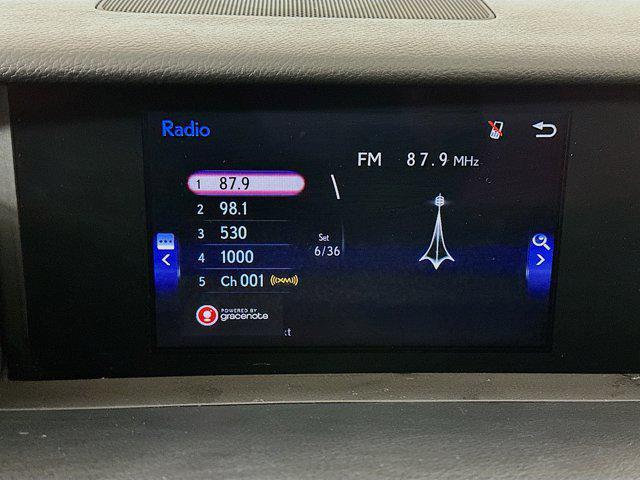 Radio
FM 87.9 MHz
1 87.9
2 98.1
3 530
Set
6/36
4 1000
5 Ch 001 ((XM))
POWERED BY
gracenote